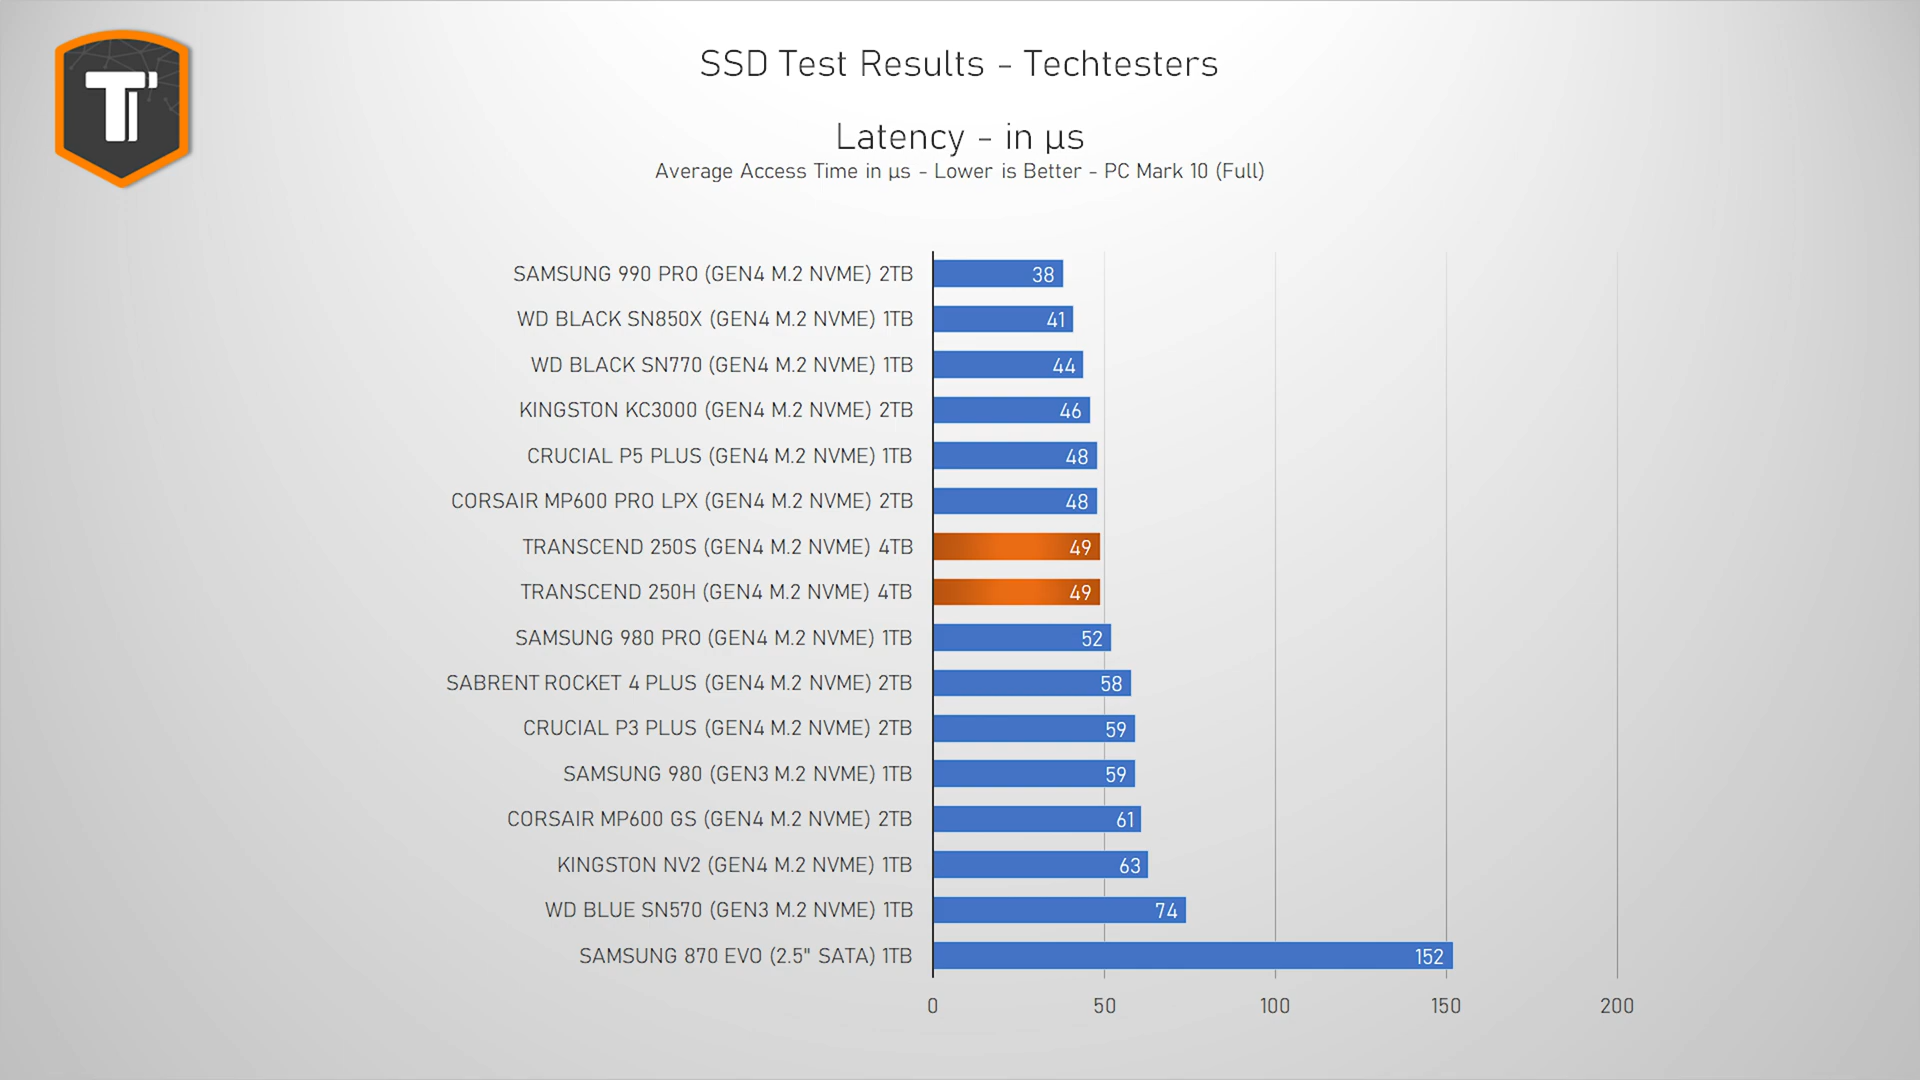 SSD Test Results - Techtesters
Latency - in µs
Average Access Time in µs - Lower is Better - PC Mark 10 (Full)
SAMSUNG 990 PRO (GEN4 M.2 NVME) 2TB 38
WD BLACK SN850X (GEN4 M.2 NVME) 1TB 41
WD BLACK SN770 (GEN4 M.2 NVME) 1TB 44
KINGSTON KC3000 (GEN4 M.2 NVME) 2TB 46
CRUCIAL P5 PLUS (GEN4 M.2 NVME) 1TB 48
CORSAIR MP600 PRO LPX (GEN4 M.2 NVME) 2TB 48
TRANSCEND 250S (GEN4 M.2 NVME) 4TB 49
TRANSCEND 250H (GEN4 M.2 NVME) 4TB 49
SAMSUNG 980 PRO (GEN4 M.2 NVME) 1TB 52
SABRENT ROCKET 4 PLUS (GEN4 M.2 NVME) 2TB 58
CRUCIAL P3 PLUS (GEN4 M.2 NVME) 2TB 59
SAMSUNG 980 (GEN3 M.2 NVME) 1TB 59
CORSAIR MP600 GS (GEN4 M.2 NVME) 2TB 61
KINGSTON NV2 (GEN4 M.2 NVME) 1TB 63
WD BLUE SN570 (GEN3 M.2 NVME) 1TB 74
SAMSUNG 870 EVO (2.5" SATA) 1TB 152
0 50 100 150 200